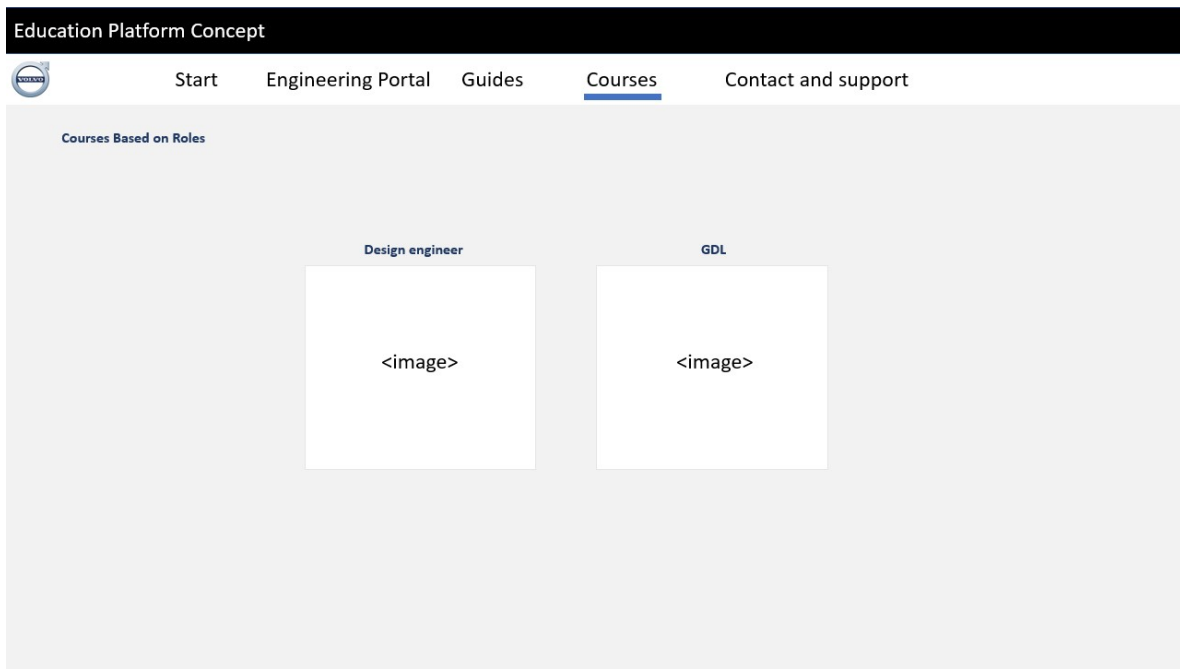 Education Platform Concept
VOLVO
Start Engineering Portal Guides Courses Contact and support
Courses Based on Roles
Design engineer GDL
<image> <image>